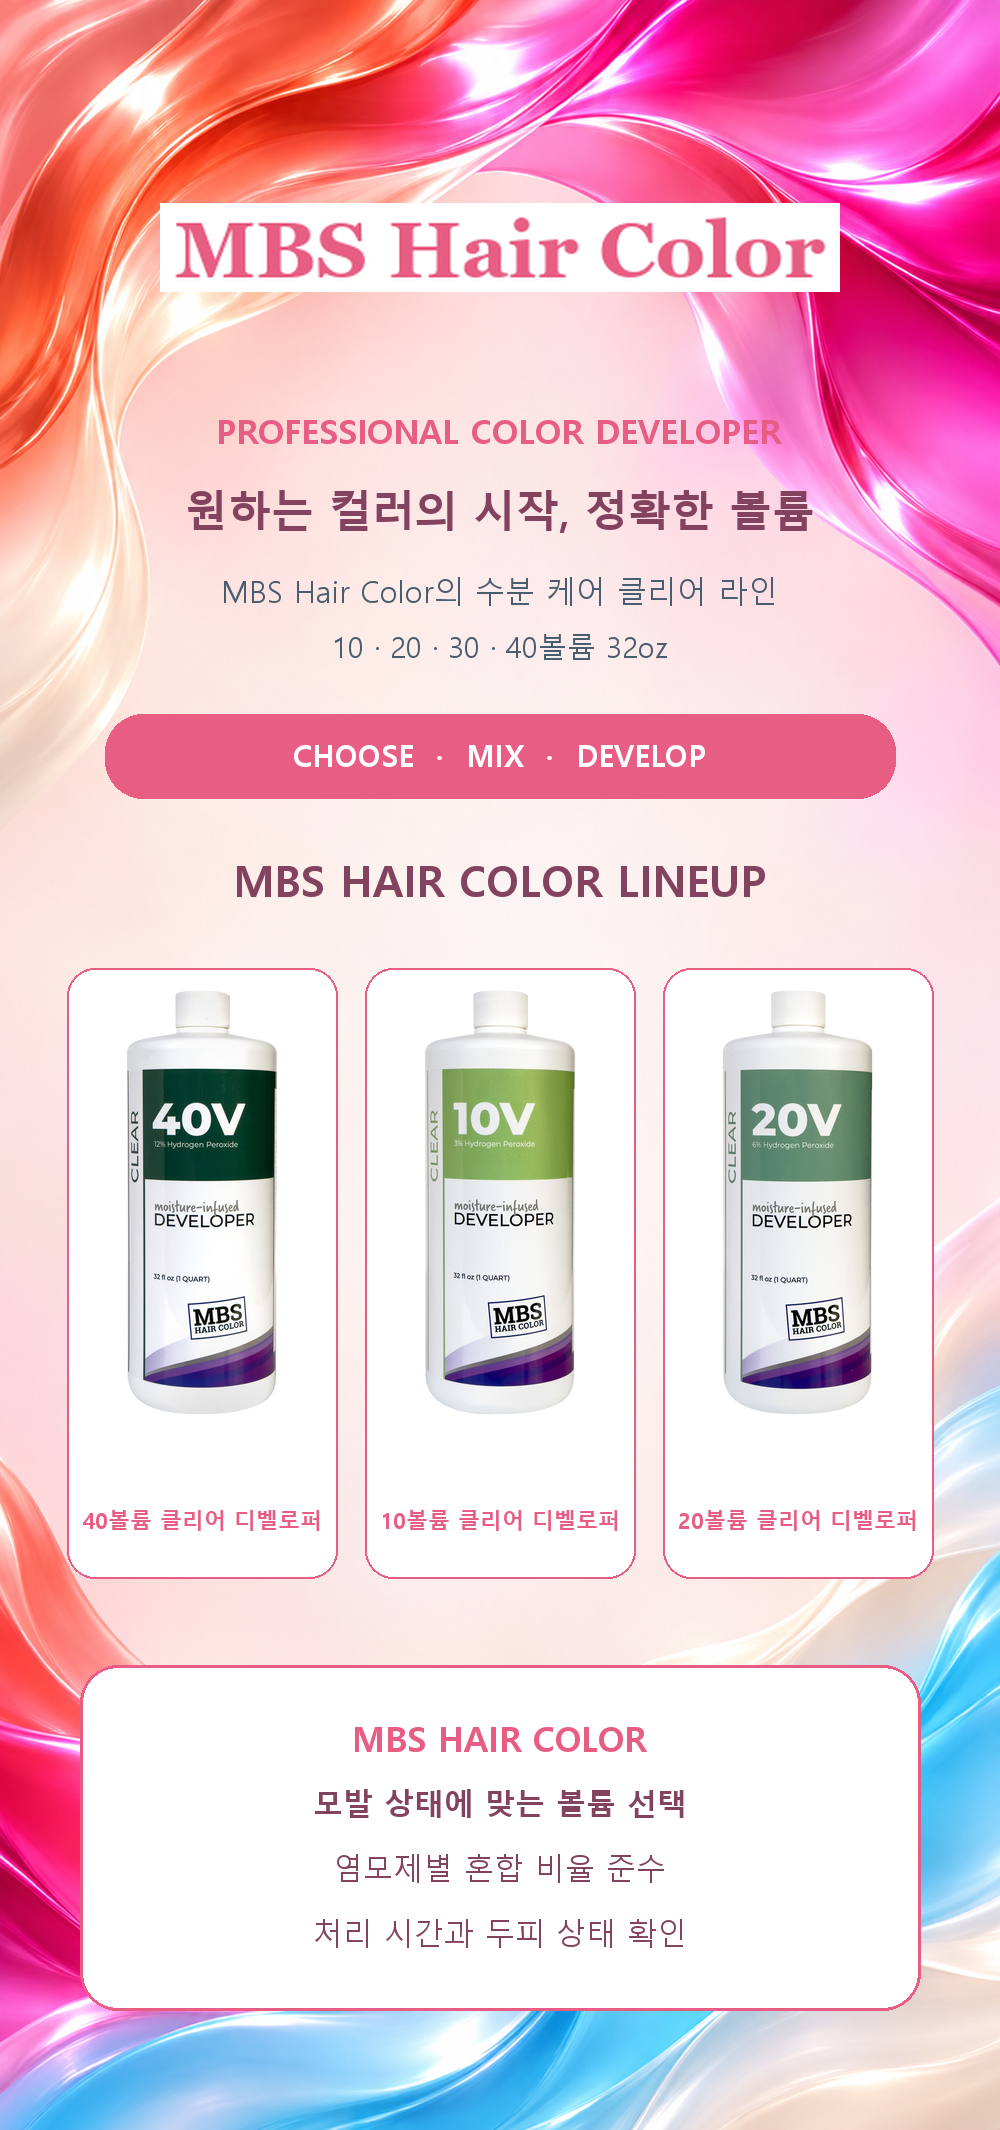 MBS Hair Color
PROFESSIONAL COLOR DEVELOPER
원하는 컬러의 시작, 정확한 볼륨
MBS Hair Color의 수분 케어 클리어 라인
10 · 20 · 30 · 40볼륨 32oz
CHOOSE · MIX · DEVELOP
MBS HAIR COLOR LINEUP
CLEAR
40V
12% Hydrogen Peroxide
moisture-infused
DEVELOPER
32 fl oz (1 QUART)
MBS
HAIR COLOR
40볼륨 클리어 디벨로퍼
CLEAR
10V
3% Hydrogen Peroxide
moisture-infused
DEVELOPER
32 fl oz (1 QUART)
MBS
HAIR COLOR
10볼륨 클리어 디벨로퍼
CLEAR
20V
6% Hydrogen Peroxide
moisture-infused
DEVELOPER
32 fl oz (1 QUART)
MBS
HAIR COLOR
20볼륨 클리어 디벨로퍼
MBS HAIR COLOR
모발 상태에 맞는 볼륨 선택
염모제별 혼합 비율 준수
처리 시간과 두피 상태 확인